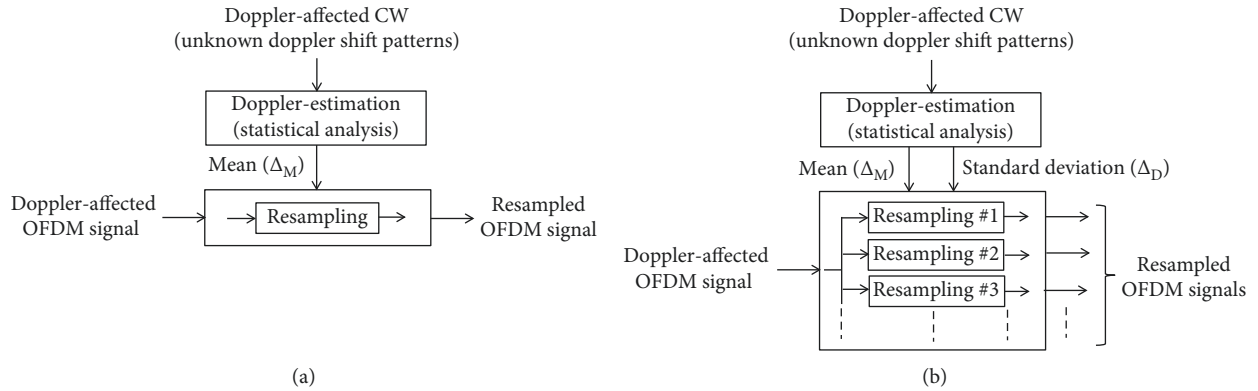 Doppler-affected CW
(unknown doppler shift patterns)
Doppler-estimation
(statistical analysis)
Mean (Δ_M)
Doppler-affected
OFDM signal
Resampling
Resampled
OFDM signal
(a)
Doppler-affected CW
(unknown doppler shift patterns)
Doppler-estimation
(statistical analysis)
Mean (Δ_M)
Standard deviation (Δ_D)
Doppler-affected
OFDM signal
Resampling #1
Resampling #2
Resampling #3
Resampled
OFDM signals
(b)